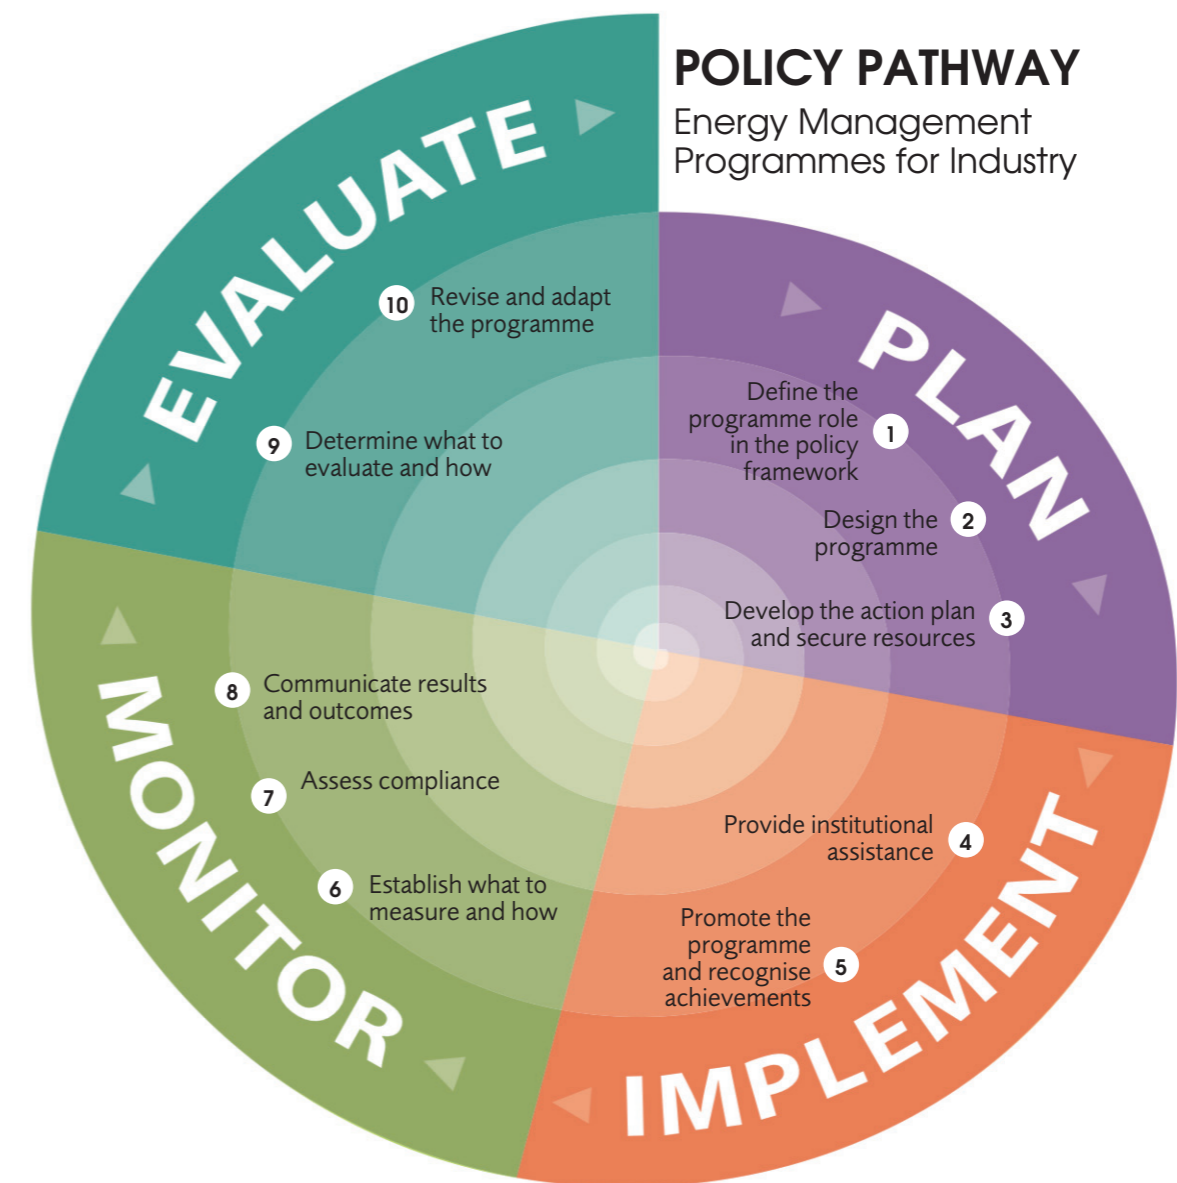 POLICY PATHWAY
Energy Management
Programmes for Industry
PLAN
1
Define the
programme role
in the policy
framework
2
Design the
programme
3
Develop the action plan
and secure resources
IMPLEMENT
4
Provide institutional
assistance
5
Promote the
programme
and recognise
achievements
MONITOR
6
Establish what to
measure and how
7
Assess compliance
8
Communicate results
and outcomes
EVALUATE
9
Determine what to
evaluate and how
10
Revise and adapt
the programme